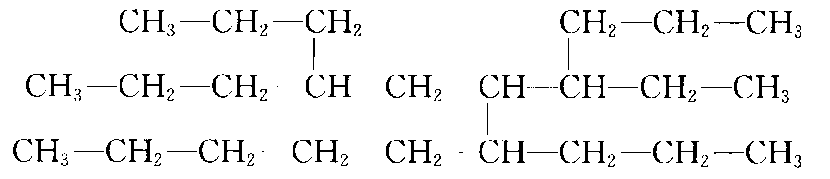 CH₃—CH₂—CH₂ CH₂—CH₂—CH₃
CH₃—CH₂—CH₂ CH CH₂ CH—CH—CH₂—CH₃
CH₃—CH₂—CH₂ CH₂ CH₂ - CH—CH₂—CH₂—CH₃